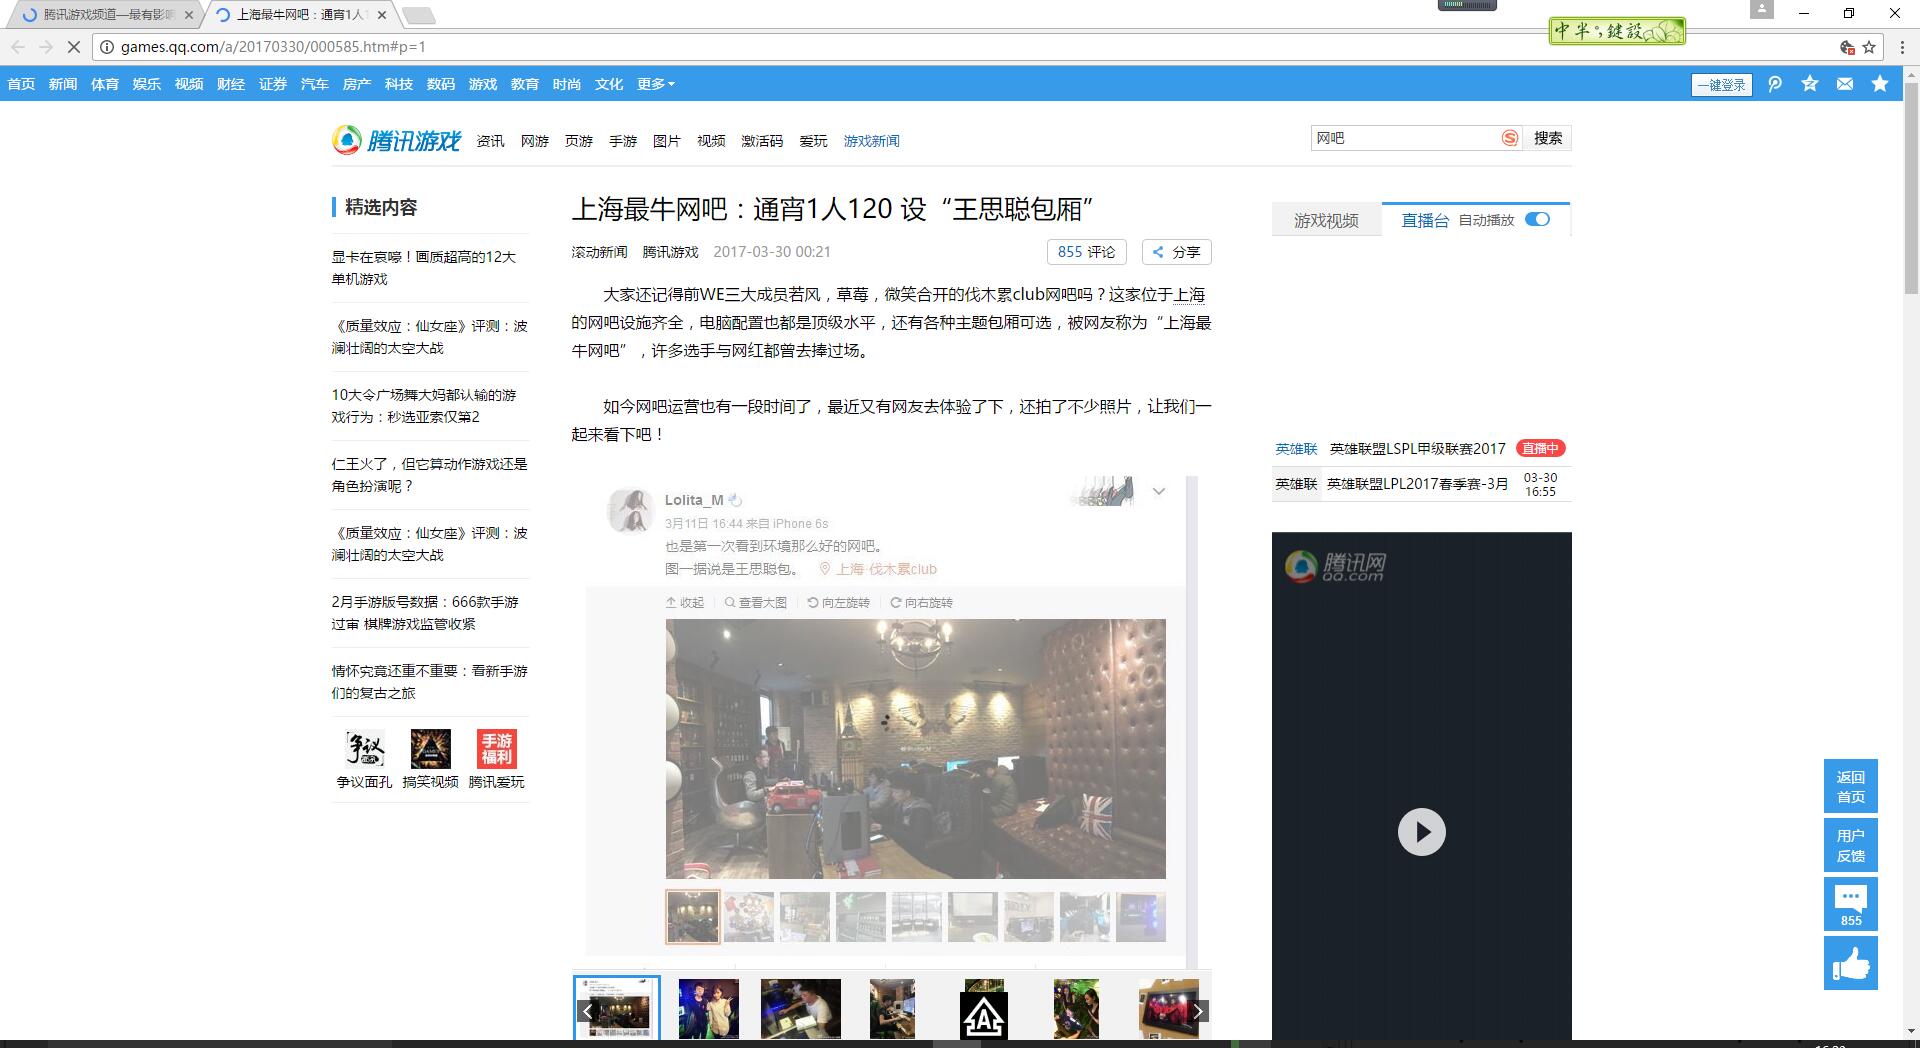 腾讯游戏频道—最有影响
上海最牛网吧：通宵1人1
中半°，键設
games.qq.com/a/20170330/000585.htm#p=1
首页 新闻 体育 娱乐 视频 财经 证券 汽车 房产 科技 数码 游戏 教育 时尚 文化 更多
一键登录
腾讯游戏 资讯 网游 页游 手游 图片 视频 激活码 爱玩 游戏新闻
网吧 搜索
精选内容
显卡在哀嚎！画质超高的12大
单机游戏
《质量效应：仙女座》评测：波
澜壮阔的太空大战
10大令广场舞大妈都认输的游
戏行为：秒选亚索仅第2
仁王火了，但它算动作游戏还是
角色扮演呢？
《质量效应：仙女座》评测：波
澜壮阔的太空大战
2月手游版号数据：666款手游
过审 棋牌游戏监管收紧
情怀究竟还重不重要：看新手游
们的复古之旅
争议
手游
福利
争议面孔 搞笑视频 腾讯爱玩
上海最牛网吧：通宵1人120 设“王思聪包厢”
滚动新闻 腾讯游戏 2017-03-30 00:21 855 评论 分享
大家还记得前WE三大成员若风，草莓，微笑合开的伐木累club网吧吗？这家位于上海
的网吧设施齐全，电脑配置也都是顶级水平，还有各种主题包厢可选，被网友称为“上海最
牛网吧”，许多选手与网红都曾去捧过场。
如今网吧运营也有一段时间了，最近又有网友去体验了下，还拍了不少照片，让我们一
起来看下吧！
Lolita_M
3月11日 16:44 来自 iPhone 6s
也是第一次看到环境那么好的网吧。
图一据说是王思聪包。 上海·伐木累club
收起 查看大图 向左旋转 向右旋转
游戏视频 直播台 自动播放
英雄联 英雄联盟LSPL甲级联赛2017 直播中
英雄联 英雄联盟LPL2017春季赛-3月 03-30
16:55
腾讯网
QQ.com
返回
首页
用户
反馈
855